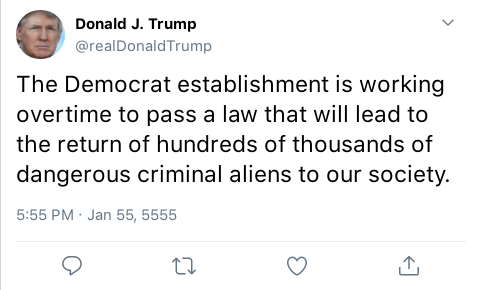 Donald J. Trump
@realDonaldTrump
The Democrat establishment is working
overtime to pass a law that will lead to
the return of hundreds of thousands of
dangerous criminal aliens to our society.
5:55 PM · Jan 55, 5555